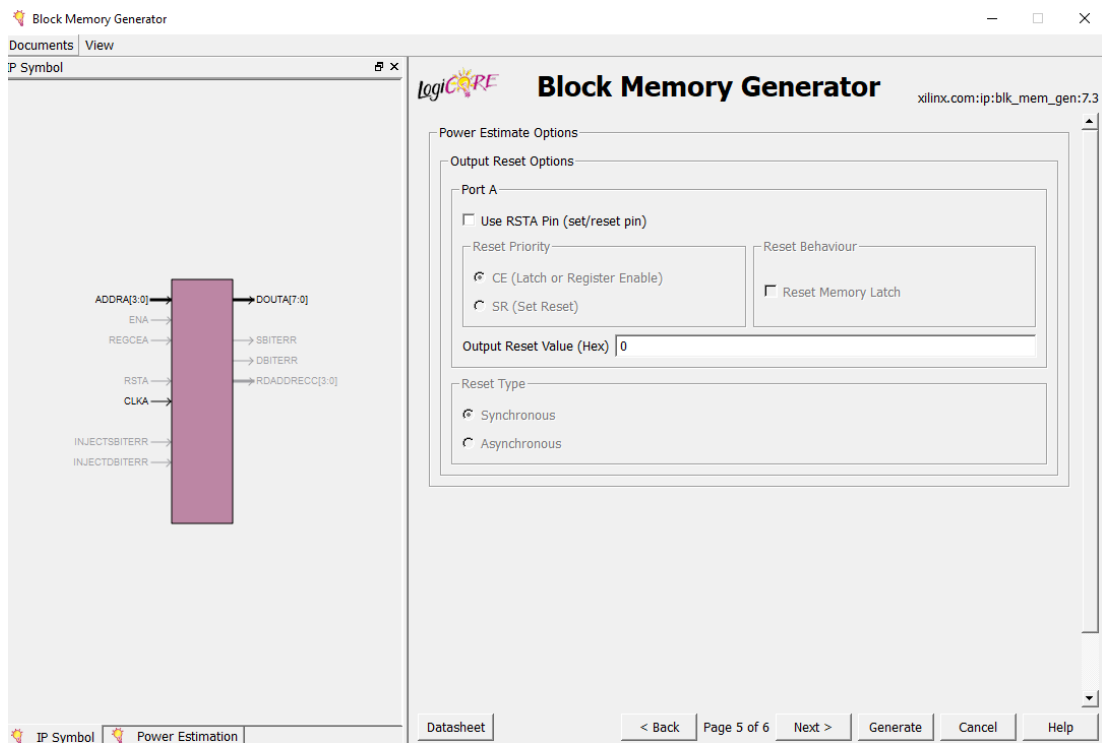 Block Memory Generator
Documents View
IP Symbol
ADDRA[3:0]
DOUTA[7:0]
ENA
REGCEA
SBITERR
DBITERR
RSTA
RDADDRECC[3:0]
CLKA
INJECTSBITERR
INJECTDBITERR
IP Symbol
Power Estimation
LogiCORE
Block Memory Generator
xilinx.com:ip:blk_mem_gen:7.3
Power Estimate Options
Output Reset Options
Port A
Use RSTA Pin (set/reset pin)
Reset Priority
CE (Latch or Register Enable)
SR (Set Reset)
Reset Behaviour
Reset Memory Latch
Output Reset Value (Hex) 0
Reset Type
Synchronous
Asynchronous
Datasheet
< Back
Page 5 of 6
Next >
Generate
Cancel
Help